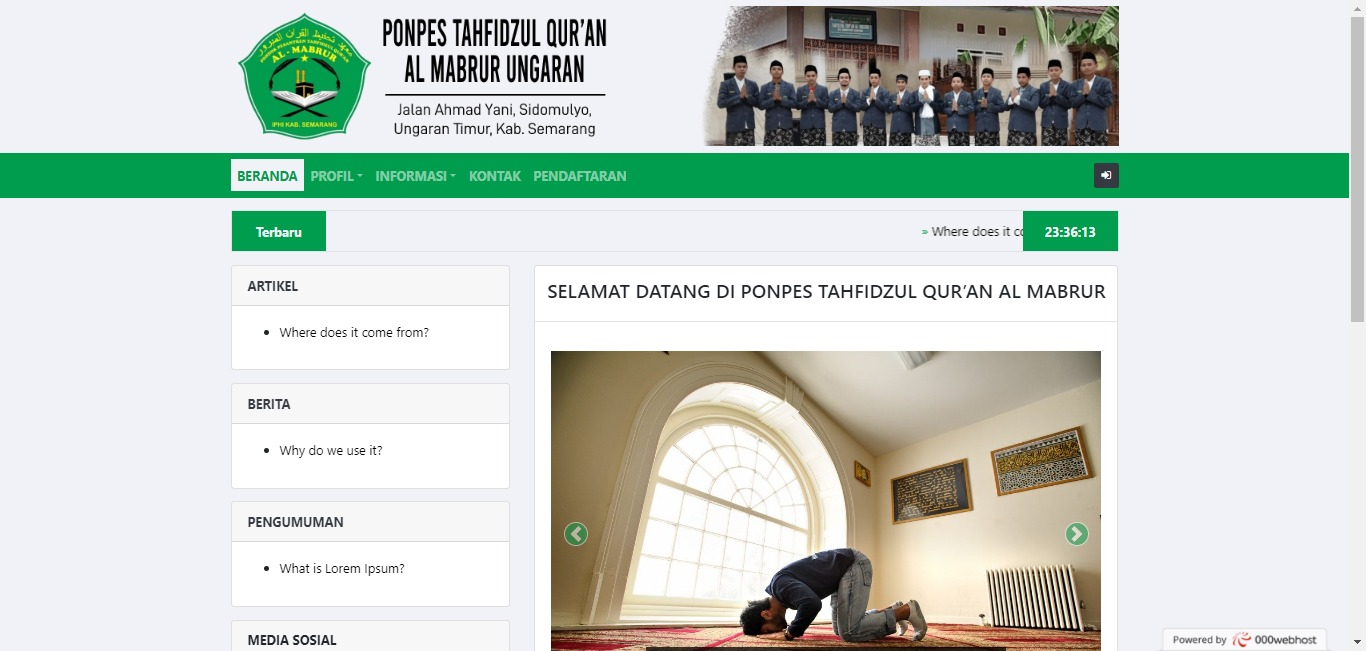 PONPES TAHFIDZUL QUR'AN
AL MABRUR UNGARAN
Jalan Ahmad Yani, Sidomulyo,
Ungaran Timur, Kab. Semarang
AL-MABRUR
IPHI KAB. SEMARANG
BERANDA PROFIL INFORMASI KONTAK PENDAFTARAN
Terbaru
» Where does it co
23:36:13
ARTIKEL
• Where does it come from?
BERITA
• Why do we use it?
PENGUMUMAN
• What is Lorem Ipsum?
MEDIA SOSIAL
SELAMAT DATANG DI PONPES TAHFIDZUL QUR’AN AL MABRUR
Powered by 000webhost